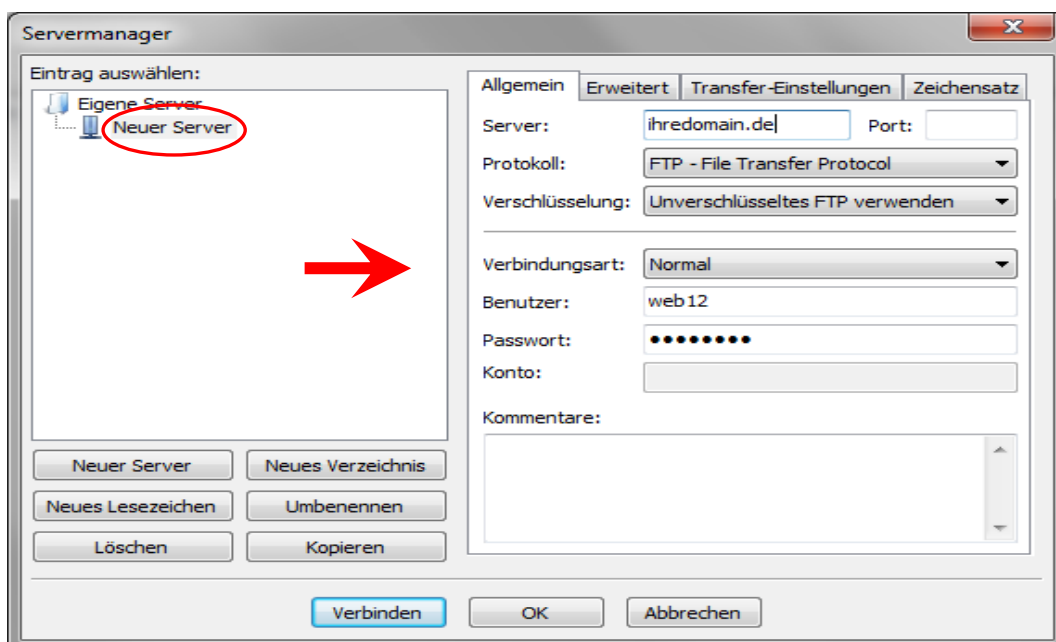 Servermanager
Eintrag auswählen:
Eigene Server
Neuer Server
Neuer Server Neues Verzeichnis
Neues Lesezeichen Umbenennen
Löschen Kopieren
Allgemein Erweitert Transfer-Einstellungen Zeichensatz
Server: ihredomain.de Port:
Protokoll: FTP - File Transfer Protocol
Verschlüsselung: Unverschlüsseltes FTP verwenden
Verbindungsart: Normal
Benutzer: web12
Passwort: ●●●●●●●●
Konto:
Kommentare:
Verbinden OK Abbrechen